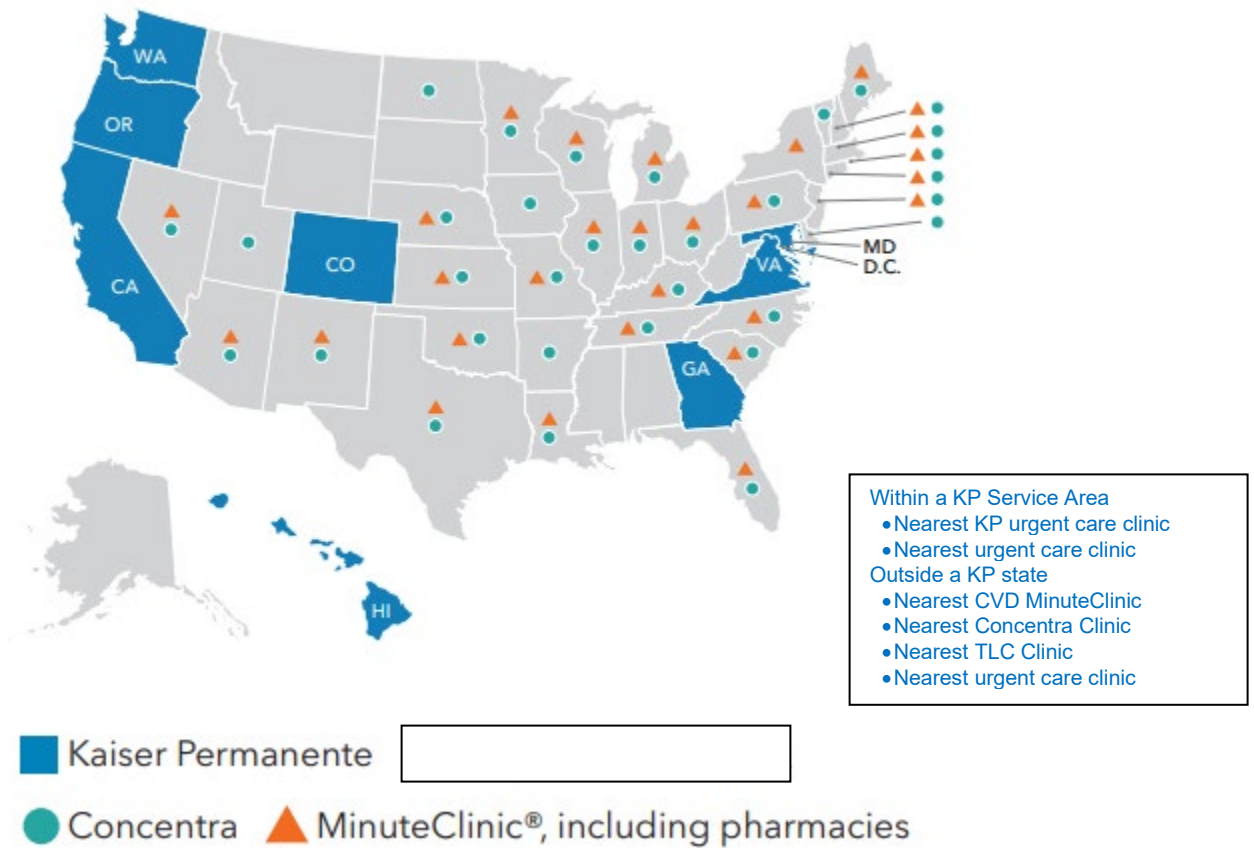 WA
OR
CA
CO
MD
VA
D.C.
GA
HI
Within a KP Service Area
•Nearest KP urgent care clinic
•Nearest urgent care clinic
Outside a KP state
•Nearest CVD MinuteClinic
•Nearest Concentra Clinic
•Nearest TLC Clinic
•Nearest urgent care clinic
Kaiser Permanente
Concentra MinuteClinic®, including pharmacies